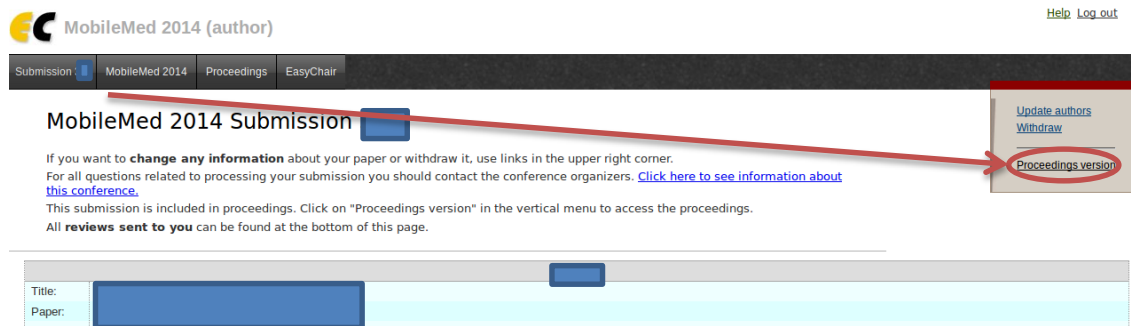 EC MobileMed 2014 (author)
Help Log out
Submission
MobileMed 2014
Proceedings
EasyChair
Update authors
Withdraw
Proceedings version
MobileMed 2014 Submission
If you want to change any information about your paper or withdraw it, use links in the upper right corner.
For all questions related to processing your submission you should contact the conference organizers. Click here to see information about
this conference.
This submission is included in proceedings. Click on "Proceedings version" in the vertical menu to access the proceedings.
All reviews sent to you can be found at the bottom of this page.
Title:
Paper: